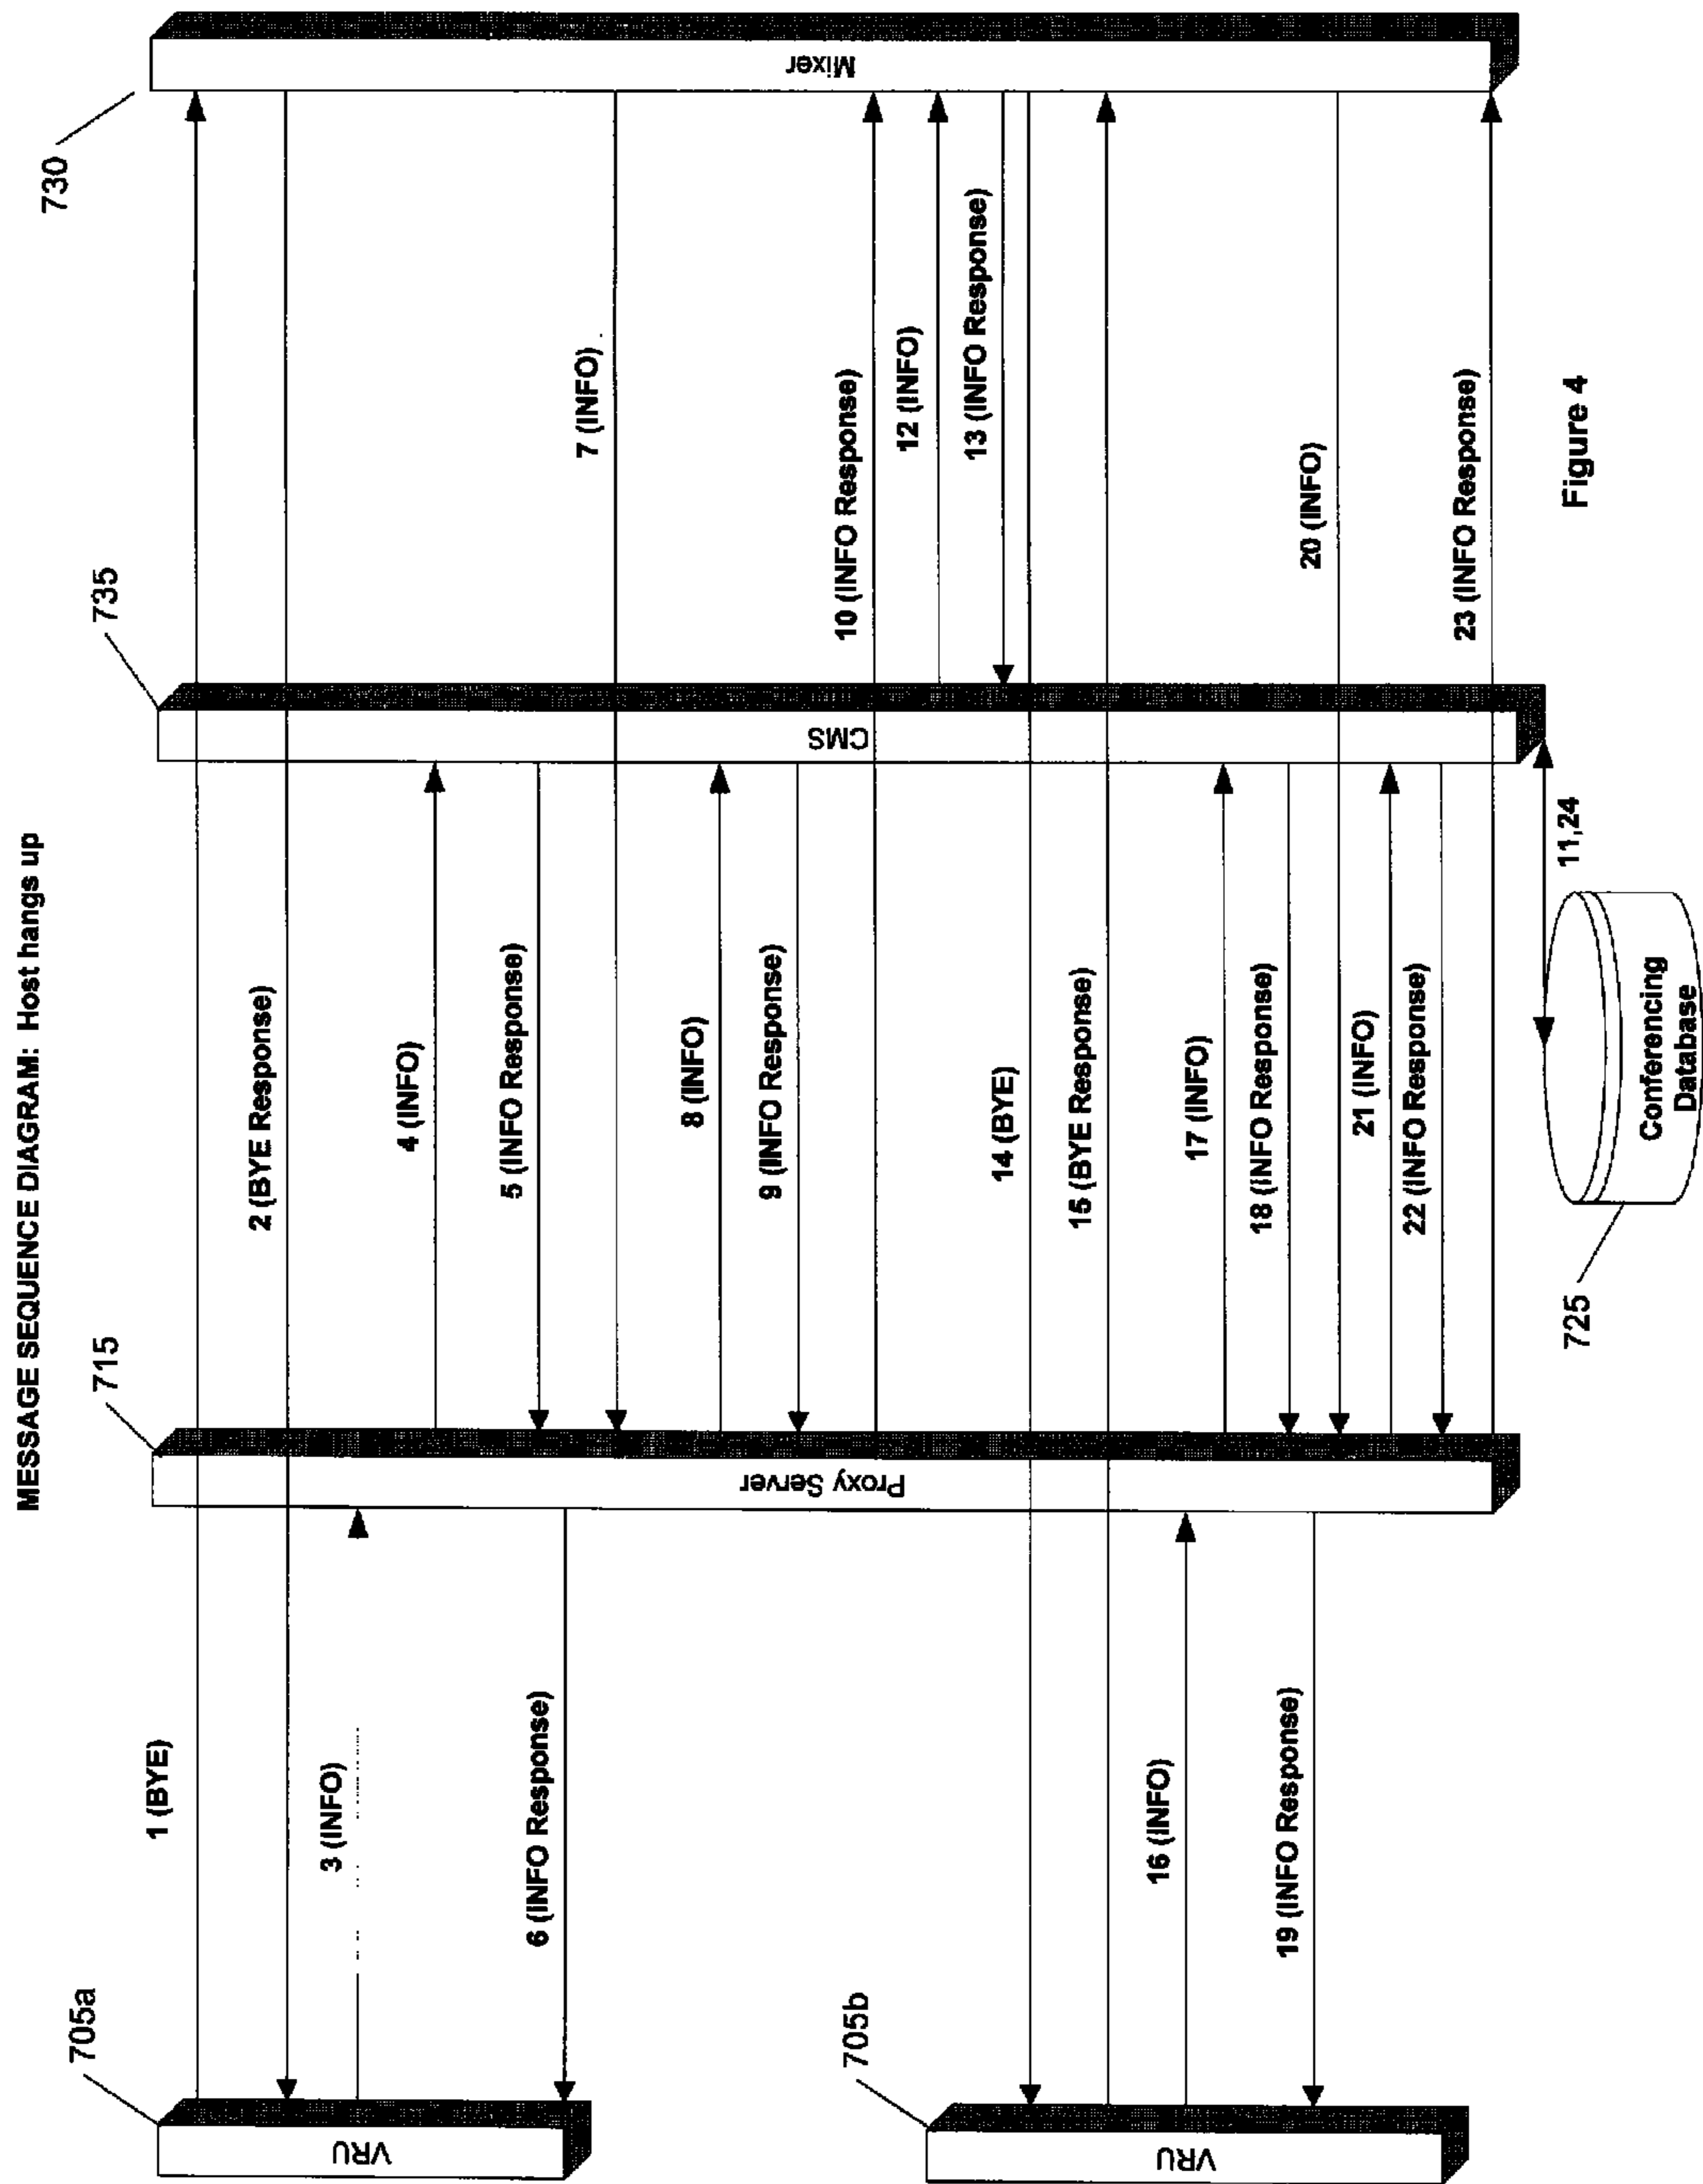 MESSAGE SEQUENCE DIAGRAM: Host hangs up
705a
715
735
730
VRU
Proxy Server
CMS
Mixer
1 (BYE)
2 (BYE Response)
3 (INFO)
4 (INFO)
5 (INFO Response)
6 (INFO Response)
7 (INFO)
8 (INFO)
9 (INFO Response)
10 (INFO Response)
12 (INFO)
13 (INFO Response)
705b
VRU
14 (BYE)
15 (BYE Response)
16 (INFO)
17 (INFO)
18 (INFO Response)
19 (INFO Response)
20 (INFO)
21 (INFO)
22 (INFO Response)
23 (INFO Response)
11,24
725
Conferencing
Database
Figure 4